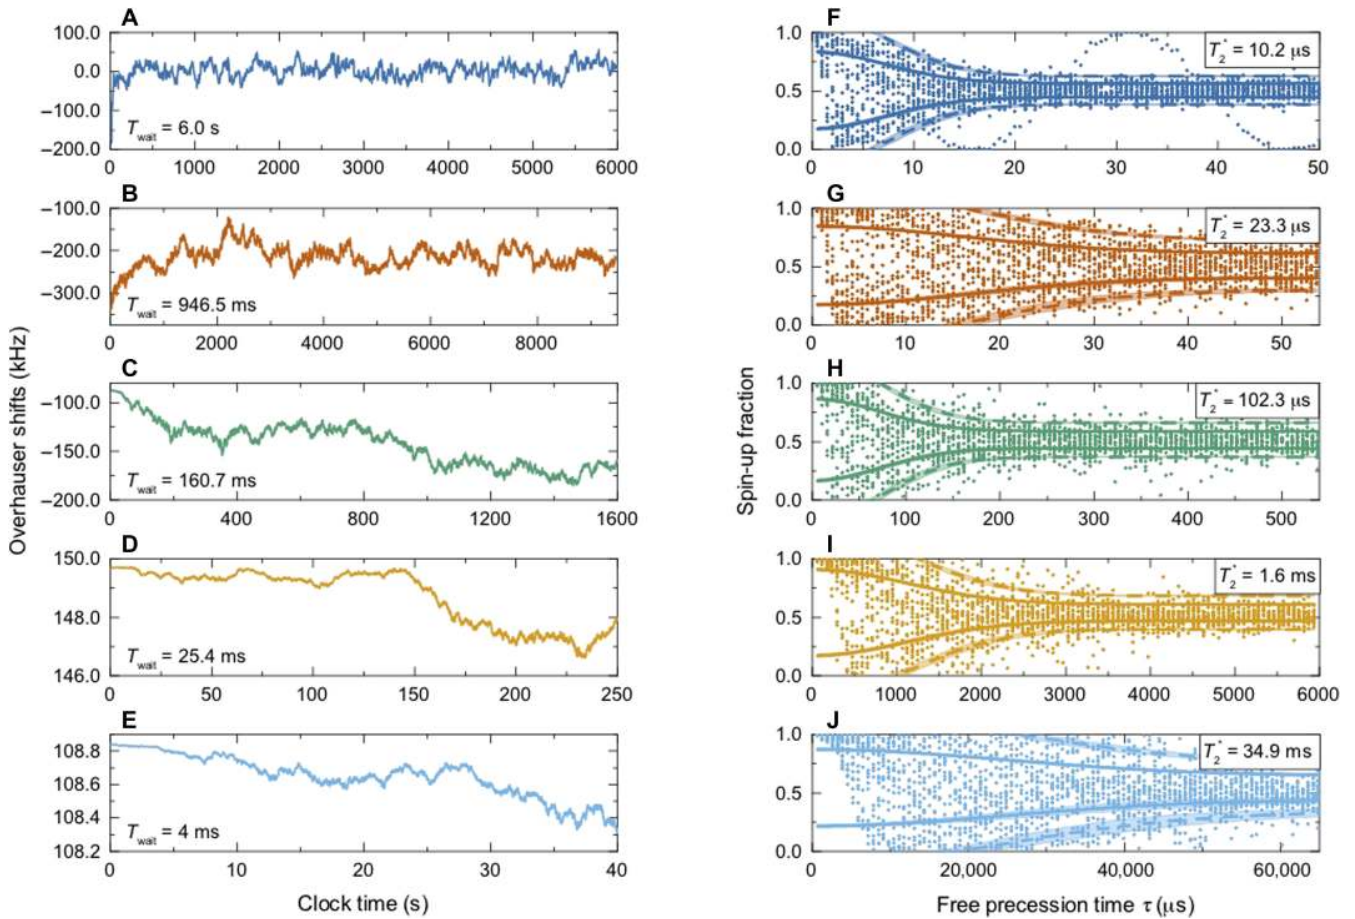 A
100.0
0.0
−100.0
−200.0
T_wait = 6.0 s
0 1000 2000 3000 4000 5000 6000
B
−100.0
−200.0
−300.0
T_wait = 946.5 ms
0 2000 4000 6000 8000
C
−100.0
−150.0
−200.0
T_wait = 160.7 ms
0 400 800 1200 1600
D
150.0
148.0
146.0
T_wait = 25.4 ms
0 50 100 150 200 250
E
108.8
108.6
108.4
108.2
T_wait = 4 ms
0 10 20 30 40
Overhauser shifts (kHz)
Clock time (s)
F
1.0
0.5
0.0
T₂* = 10.2 μs
0 10 20 30 40 50
G
1.0
0.5
0.0
T₂* = 23.3 μs
0 10 20 30 40 50
H
1.0
0.5
0.0
T₂* = 102.3 μs
0 100 200 300 400 500
I
1.0
0.5
0.0
T₂* = 1.6 ms
0 1000 2000 3000 4000 5000 6000
J
1.0
0.5
0.0
T₂* = 34.9 ms
0 20,000 40,000 60,000
Spin-up fraction
Free precession time τ (μs)